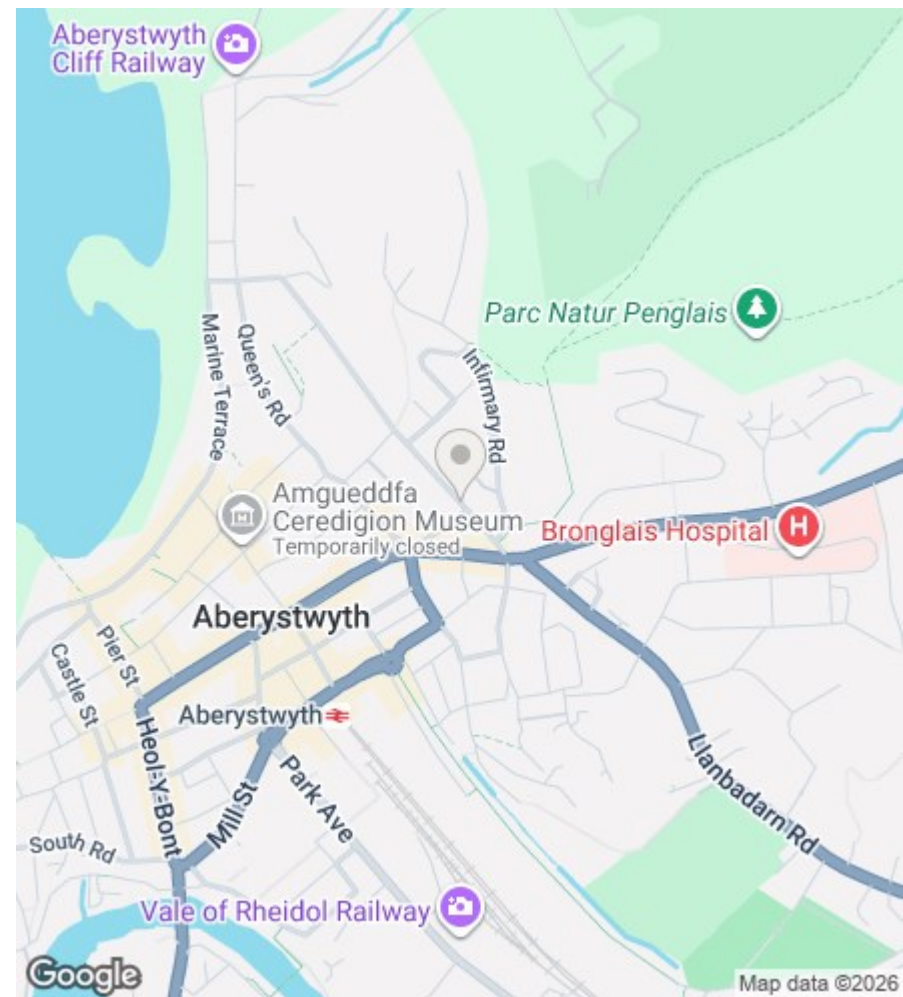 Aberystwyth
Cliff Railway
Parc Natur Penglais
Marine Terrace
Queen's Rd
Infirmary Rd
Amgueddfa
Ceredigion Museum
Temporarily closed
Bronglais Hospital
H
Aberystwyth
Pier St
Castle St
Aberystwyth
Heol-Y-Bont
Mill St
Park Ave
Llanbadarn Rd
South Rd
Vale of Rheidol Railway
Google
Map data ©2026